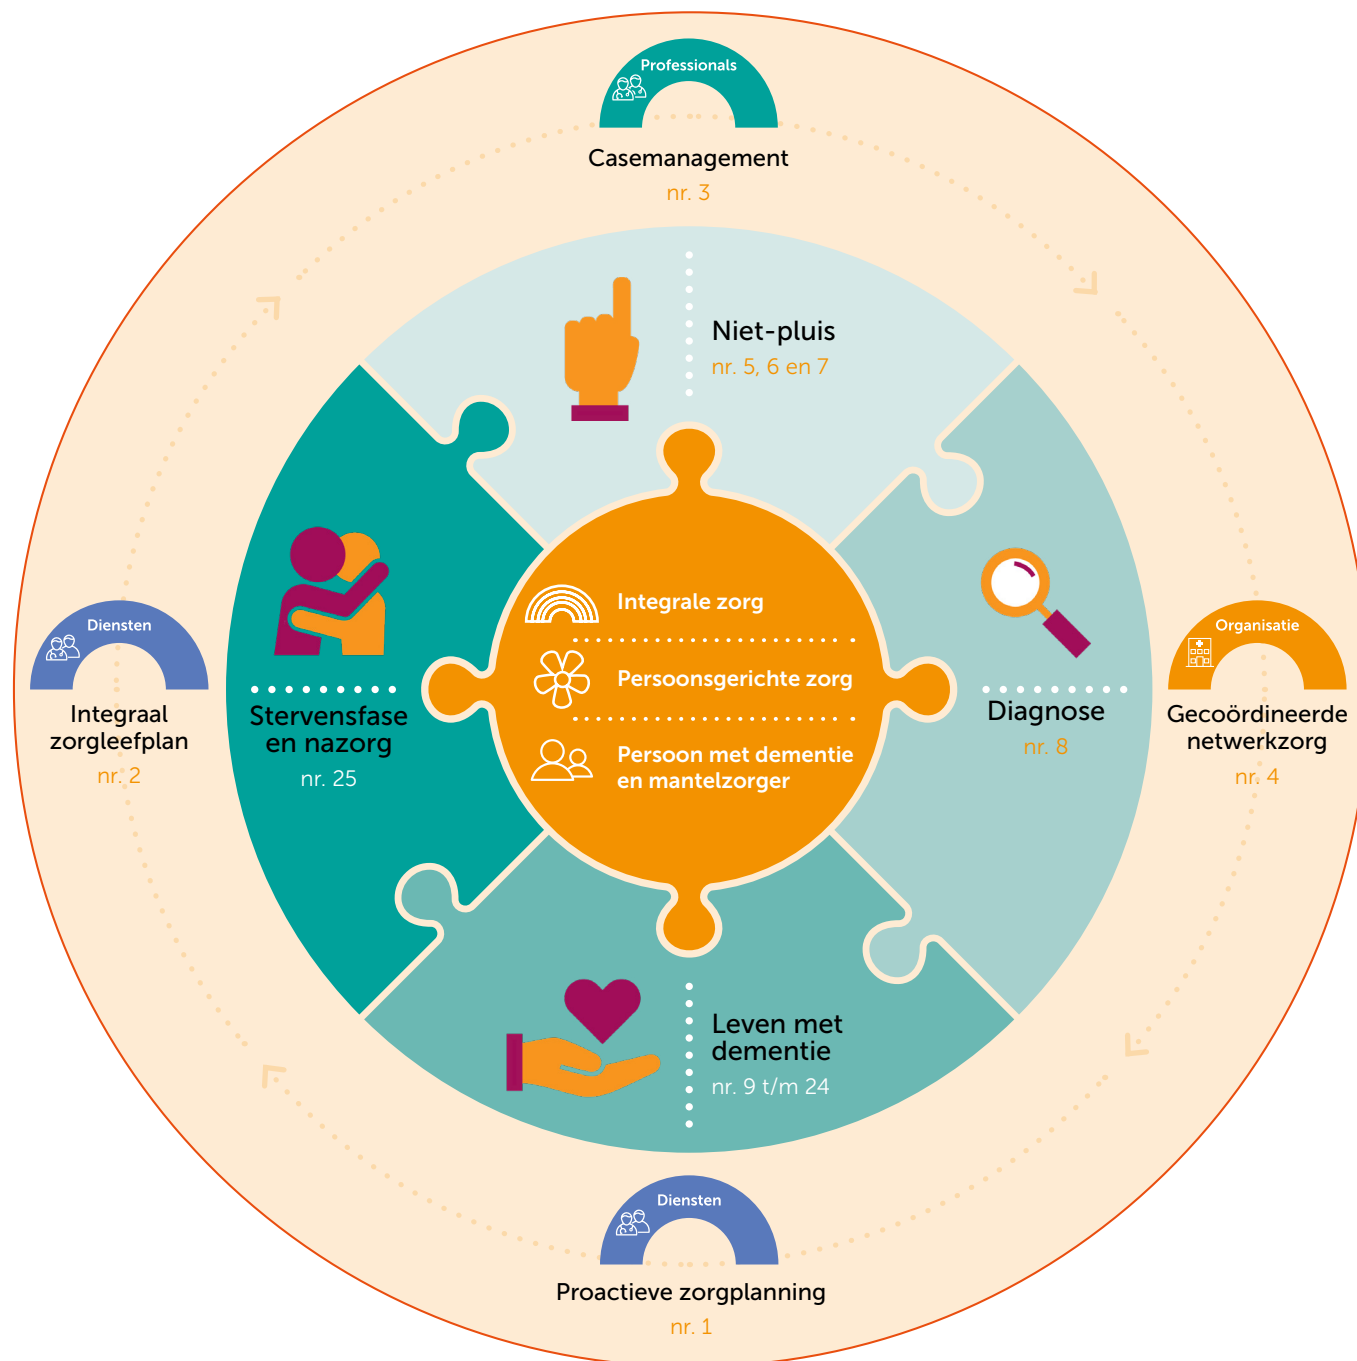 Professionals
Casemanagement
nr. 3
Niet-pluis
nr. 5, 6 en 7
Integrale zorg
Persoonsgerichte zorg
Persoon met dementie
en mantelzorger
Diensten
Integraal
zorgleefplan
nr. 2
Stervensfase
en nazorg
nr. 25
Diagnose
nr. 8
Organisatie
Gecoördineerde
netwerkzorg
nr. 4
Leven met
dementie
nr. 9 t/m 24
Diensten
Proactieve zorgplanning
nr. 1